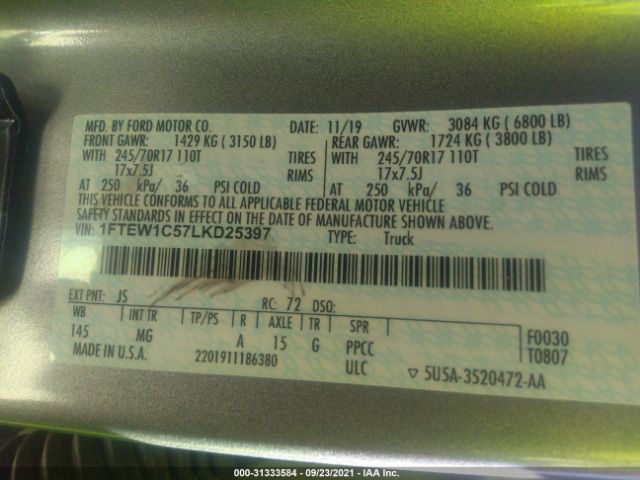 MFD. BY FORD MOTOR CO. DATE: 11/19 GVWR: 3084 KG ( 6800 LB)
FRONT GAWR: 1429 KG ( 3150 LB) REAR GAWR: 1724 KG ( 3800 LB)
WITH 245/70R17 110T TIRES WITH 245/70R17 110T TIRES
17x7.5J RIMS 17x7.5J RIMS
AT 250 kPa/ 36 PSI COLD AT 250 kPa/ 36 PSI COLD
THIS VEHICLE CONFORMS TO ALL APPLICABLE FEDERAL MOTOR VEHICLE
SAFETY STANDARDS IN EFFECT ON THE DATE OF MANUFACTURE SHOWN ABOVE.
VIN: 1FTEW1C57LKD25397 TYPE: Truck
EXT PNT: JS RC: 72 DSO:
WB INT TR TP/PS R AXLE TR SPR
145 MG A 15 G PPCC F0030
MADE IN U.S.A. 2201911186380 ULC T0807
▽ 5U5A-3520472-AA
000-31333584 - 09/23/2021 - IAA Inc.